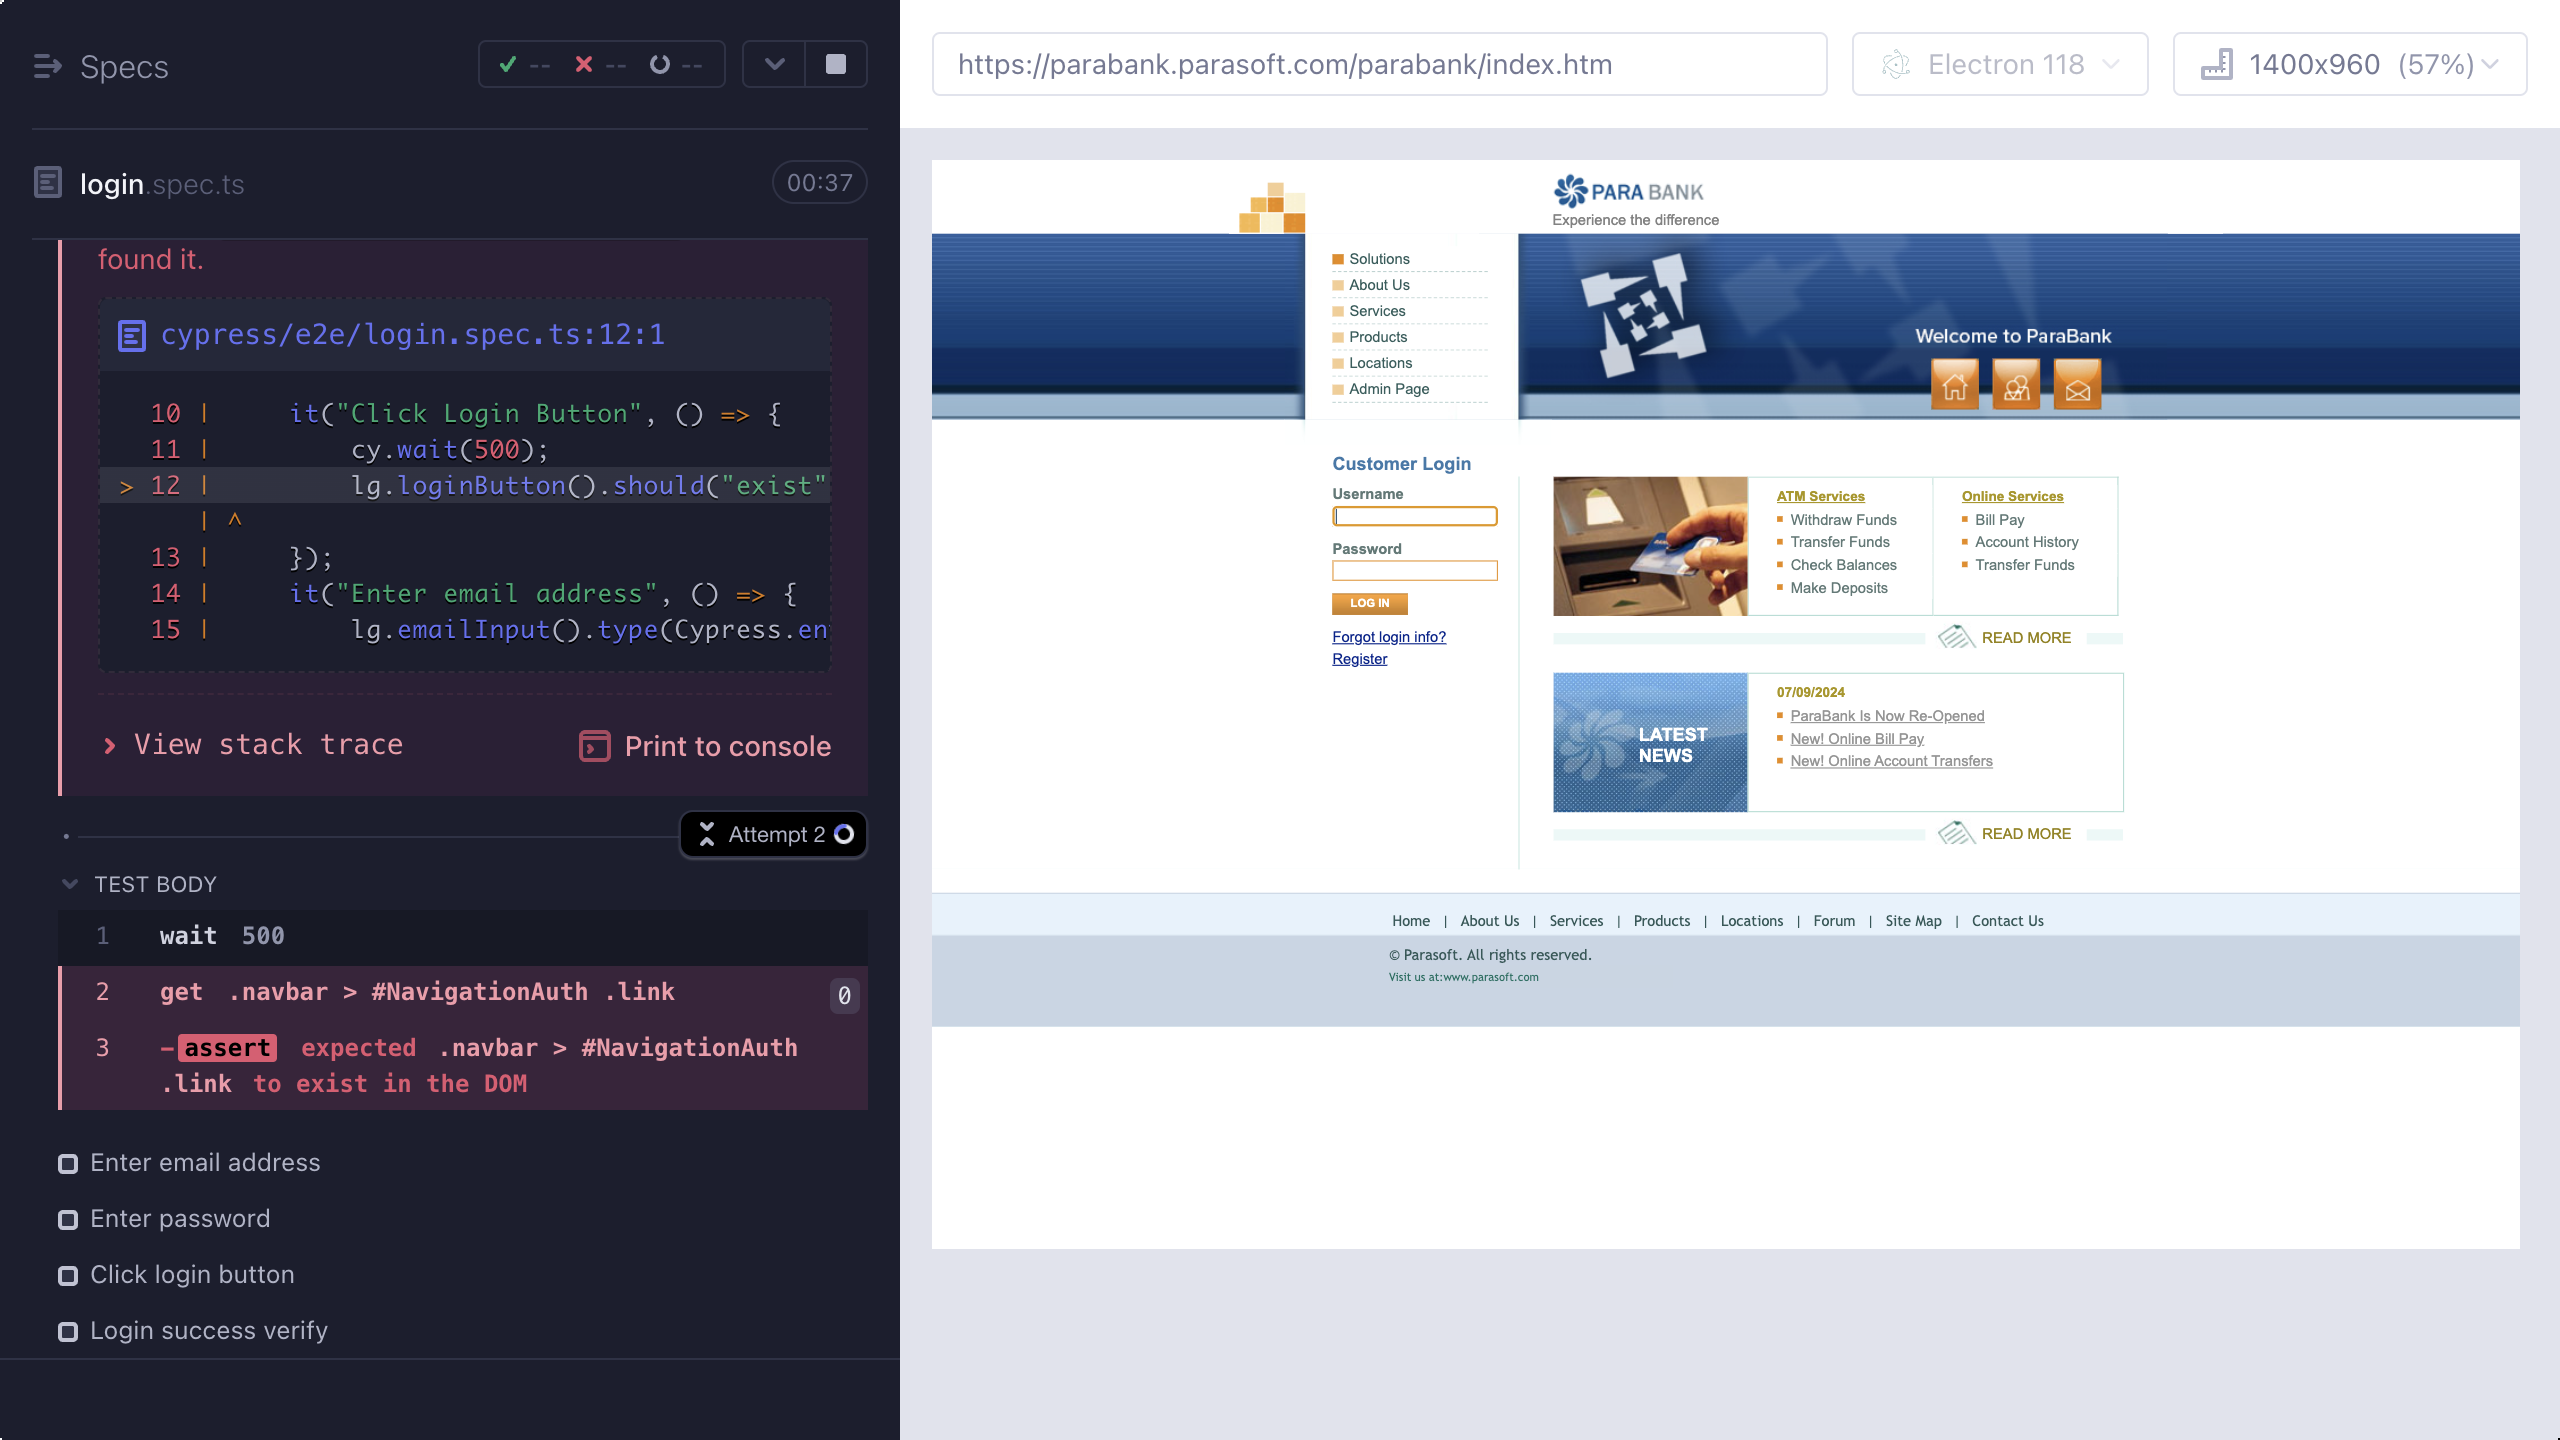 Specs
-- -- --
login.spec.ts
00:37
found it.
cypress/e2e/login.spec.ts:12:1
10 | it("Click Login Button", () => {
11 | cy.wait(500);
> 12 | lg.loginButton().should("exist"
| ^
13 | });
14 | it("Enter email address", () => {
15 | lg.emailInput().type(Cypress.en
View stack trace
Print to console
Attempt 2
TEST BODY
1 wait 500
2 get .navbar > #NavigationAuth .link 0
3 -assert expected .navbar > #NavigationAuth
.link to exist in the DOM
Enter email address
Enter password
Click login button
Login success verify
https://parabank.parasoft.com/parabank/index.htm
Electron 118
1400x960 (57%)
PARA BANK
Experience the difference
Solutions
About Us
Services
Products
Locations
Admin Page
Welcome to ParaBank
Customer Login
Username
Password
LOG IN
Forgot login info?
Register
ATM Services
Withdraw Funds
Transfer Funds
Check Balances
Make Deposits
Online Services
Bill Pay
Account History
Transfer Funds
READ MORE
LATEST
NEWS
07/09/2024
ParaBank Is Now Re-Opened
New! Online Bill Pay
New! Online Account Transfers
READ MORE
Home | About Us | Services | Products | Locations | Forum | Site Map | Contact Us
© Parasoft. All rights reserved.
Visit us at:www.parasoft.com